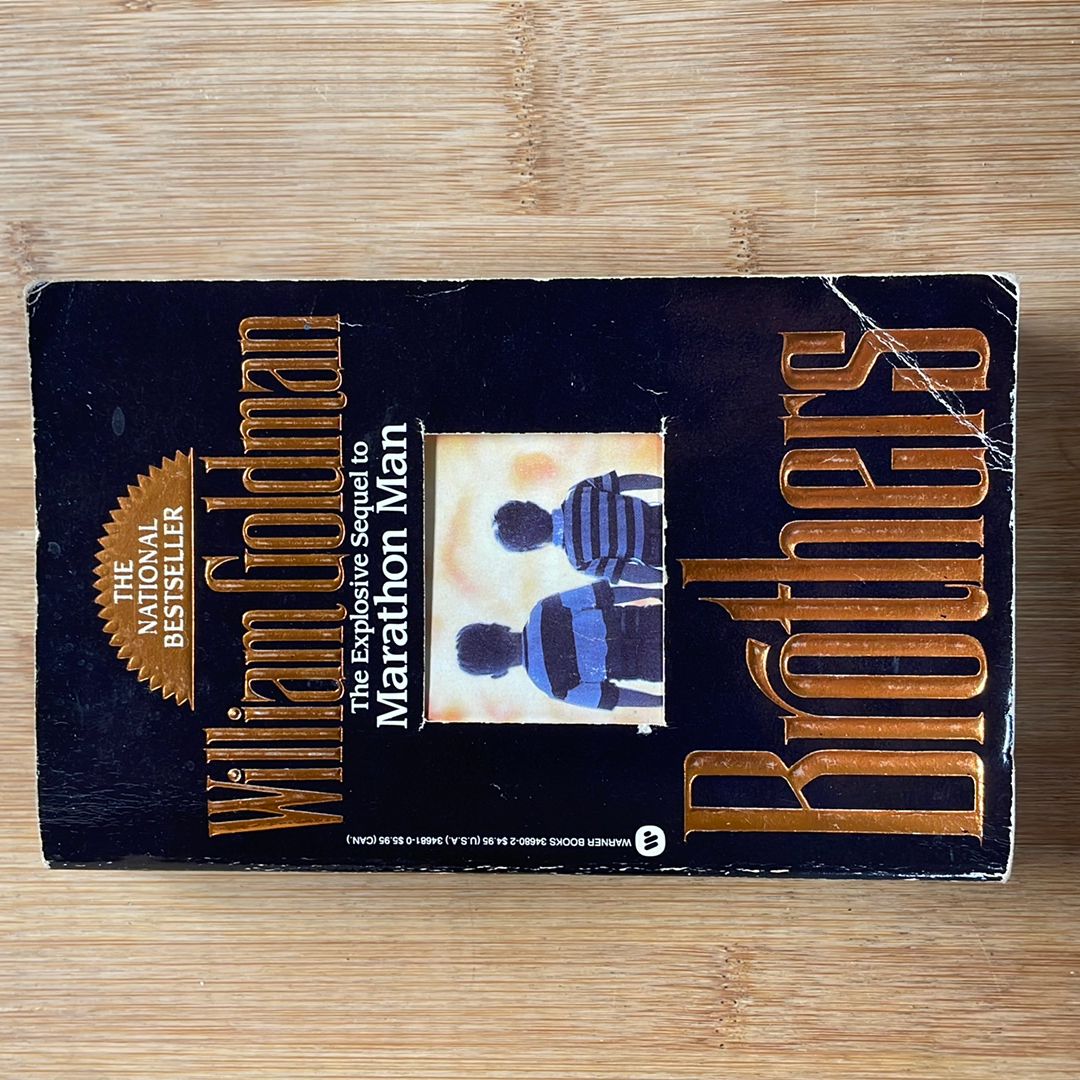 THE
NATIONAL
BESTSELLER
William Goldman
The Explosive Sequel to
Marathon Man
WARNER BOOKS 34680-2 $4.95 (U.S.A.) 34681-0 $5.95 (CAN.)
Brothers